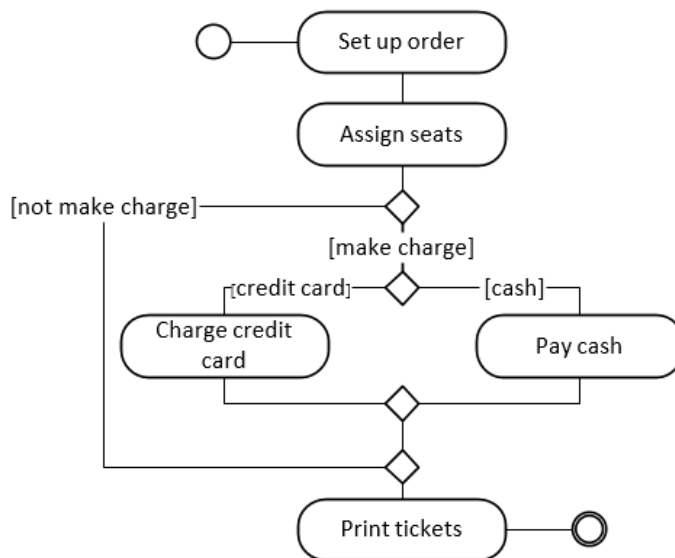 Set up order
Assign seats
[not make charge]
[make charge]
[credit card]
[cash]
Charge credit
card
Pay cash
Print tickets